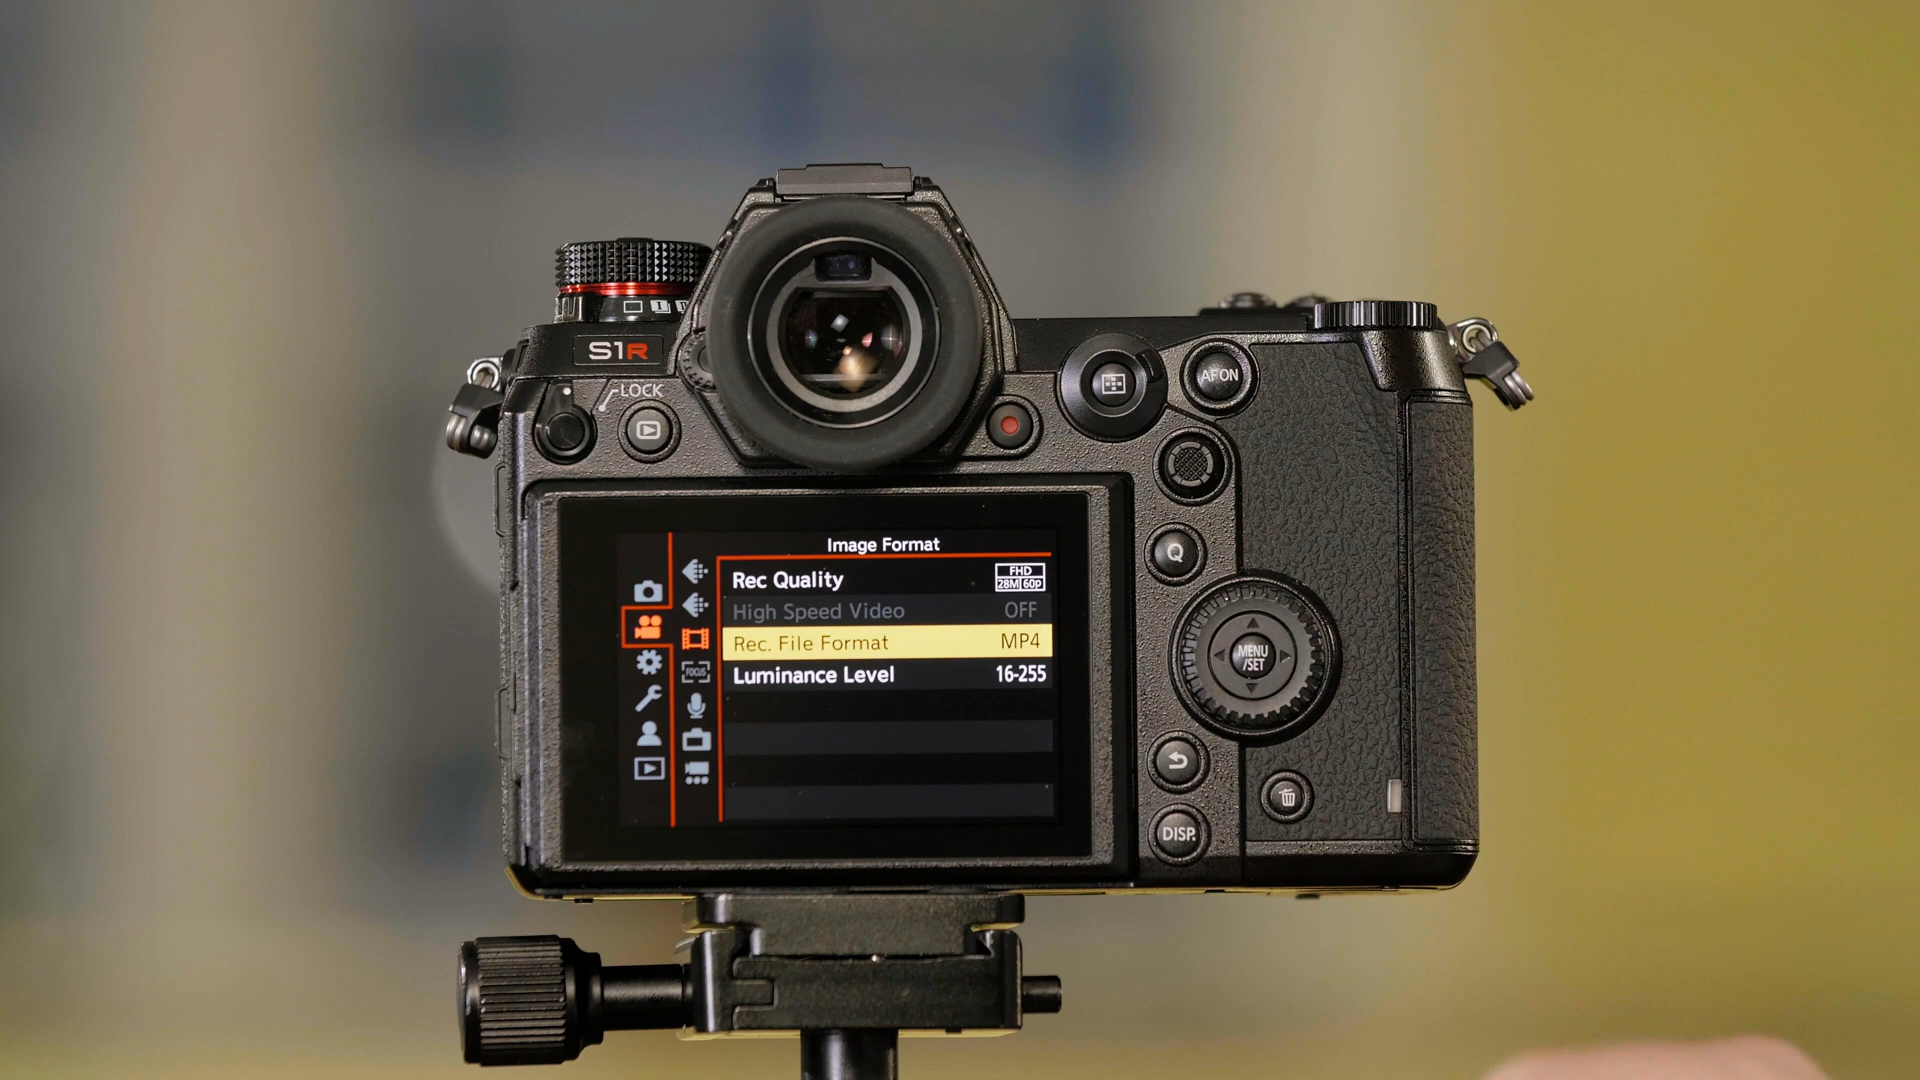 S1R
LOCK
AF ON
Image Format
Rec Quality FHD 28M 60p
High Speed Video OFF
Rec. File Format MP4
Luminance Level 16-255
FOCUS
Q
MENU
/SET
DISP.